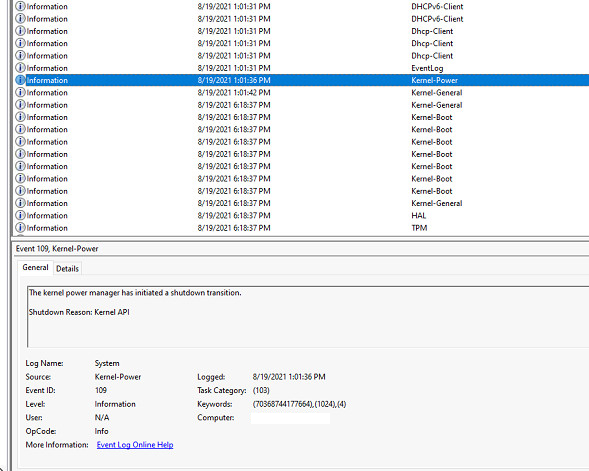 Information 8/19/2021 1:01:31 PM DHCPv6-Client
Information 8/19/2021 1:01:31 PM DHCPv6-Client
Information 8/19/2021 1:01:31 PM Dhcp-Client
Information 8/19/2021 1:01:31 PM Dhcp-Client
Information 8/19/2021 1:01:31 PM Dhcp-Client
Information 8/19/2021 1:01:31 PM EventLog
Information 8/19/2021 1:01:36 PM Kernel-Power
Information 8/19/2021 1:01:42 PM Kernel-General
Information 8/19/2021 6:18:37 PM Kernel-General
Information 8/19/2021 6:18:37 PM Kernel-Boot
Information 8/19/2021 6:18:37 PM Kernel-Boot
Information 8/19/2021 6:18:37 PM Kernel-Boot
Information 8/19/2021 6:18:37 PM Kernel-Boot
Information 8/19/2021 6:18:37 PM Kernel-Boot
Information 8/19/2021 6:18:37 PM Kernel-Boot
Information 8/19/2021 6:18:37 PM Kernel-Boot
Information 8/19/2021 6:18:37 PM Kernel-General
Information 8/19/2021 6:18:37 PM HAL
Information 8/19/2021 6:18:37 PM TPM
Event 109, Kernel-Power
General Details
The kernel power manager has initiated a shutdown transition.
Shutdown Reason: Kernel API
Log Name: System
Source: Kernel-Power Logged: 8/19/2021 1:01:36 PM
Event ID: 109 Task Category: (103)
Level: Information Keywords: (70368744177664),(1024),(4)
User: N/A Computer:
OpCode: Info
More Information: Event Log Online Help